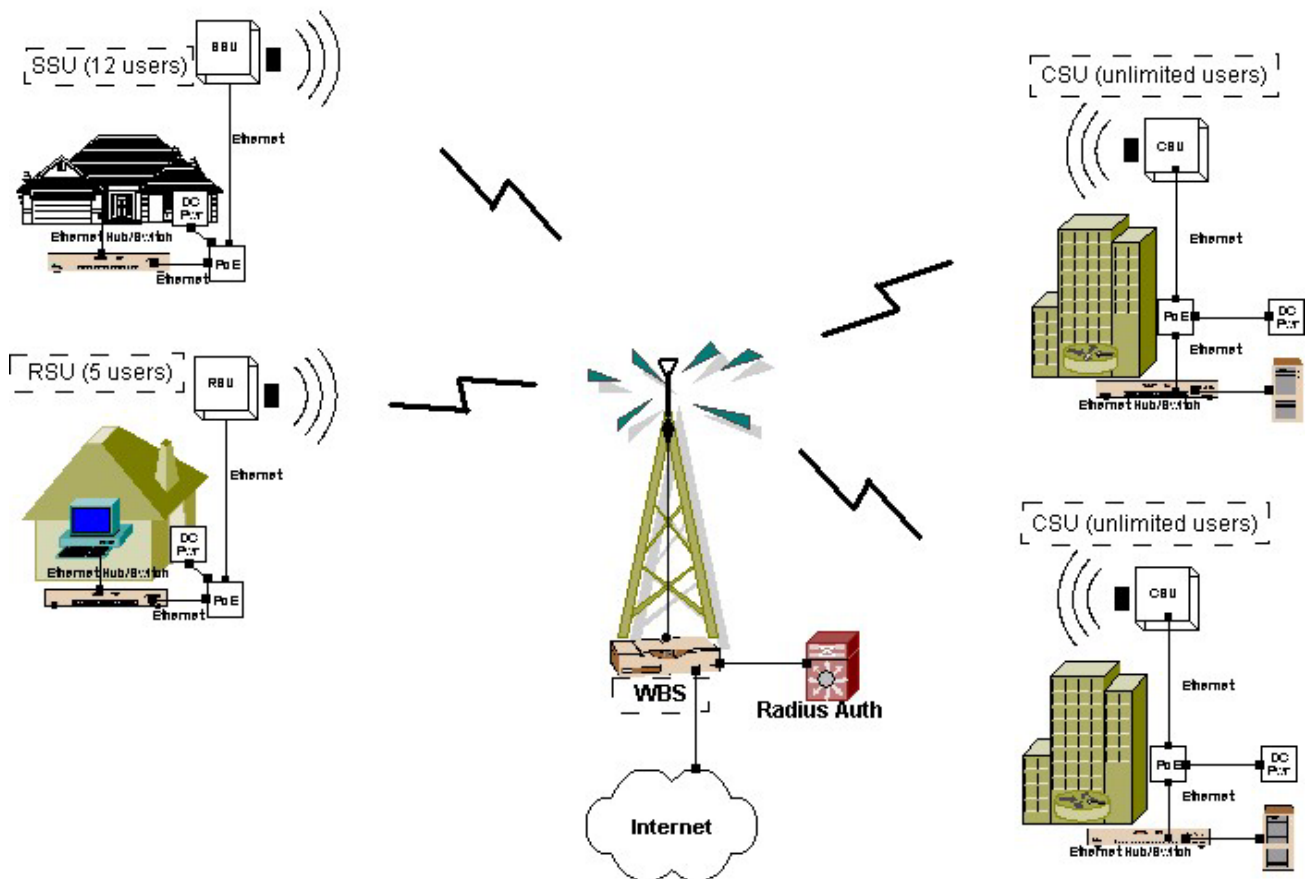 SSU (12 users)
SSU
Ethernet
DC
Pwr
Ethernet Hub/Switch
PoE
Ethernet
RSU (5 users)
RSU
Ethernet
DC
Pwr
Ethernet Hub/Switch
PoE
Ethernet
WBS
Radius Auth
Internet
CSU (unlimited users)
CSU
Ethernet
PoE
DC
Pwr
Ethernet
Ethernet Hub/Switch
CSU (unlimited users)
CSU
Ethernet
PoE
DC
Pwr
Ethernet
Ethernet Hub/Switch